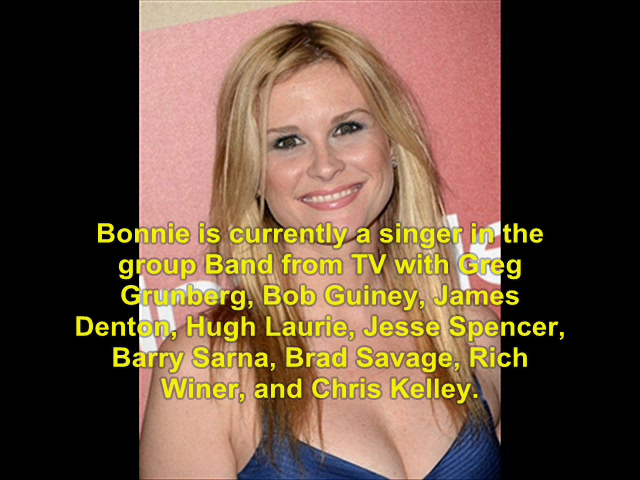 Bonnie is currently a singer in the
group Band from TV with Greg
Grunberg, Bob Guiney, James
Denton, Hugh Laurie, Jesse Spencer,
Barry Sarna, Brad Savage, Rich
Winer, and Chris Kelley.